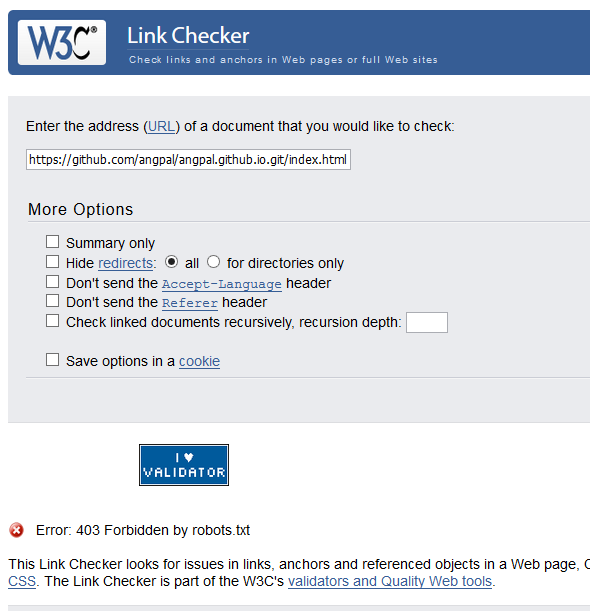 W3C® Link Checker
Check links and anchors in Web pages or full Web sites
Enter the address (URL) of a document that you would like to check:
https://github.com/angpal/angpal.github.io.git/index.html
More Options
Summary only
Hide redirects: all for directories only
Don't send the Accept-Language header
Don't send the Referer header
Check linked documents recursively, recursion depth:
Save options in a cookie
I ♥
VALIDATOR
Error: 403 Forbidden by robots.txt
This Link Checker looks for issues in links, anchors and referenced objects in a Web page, C
CSS. The Link Checker is part of the W3C's validators and Quality Web tools.